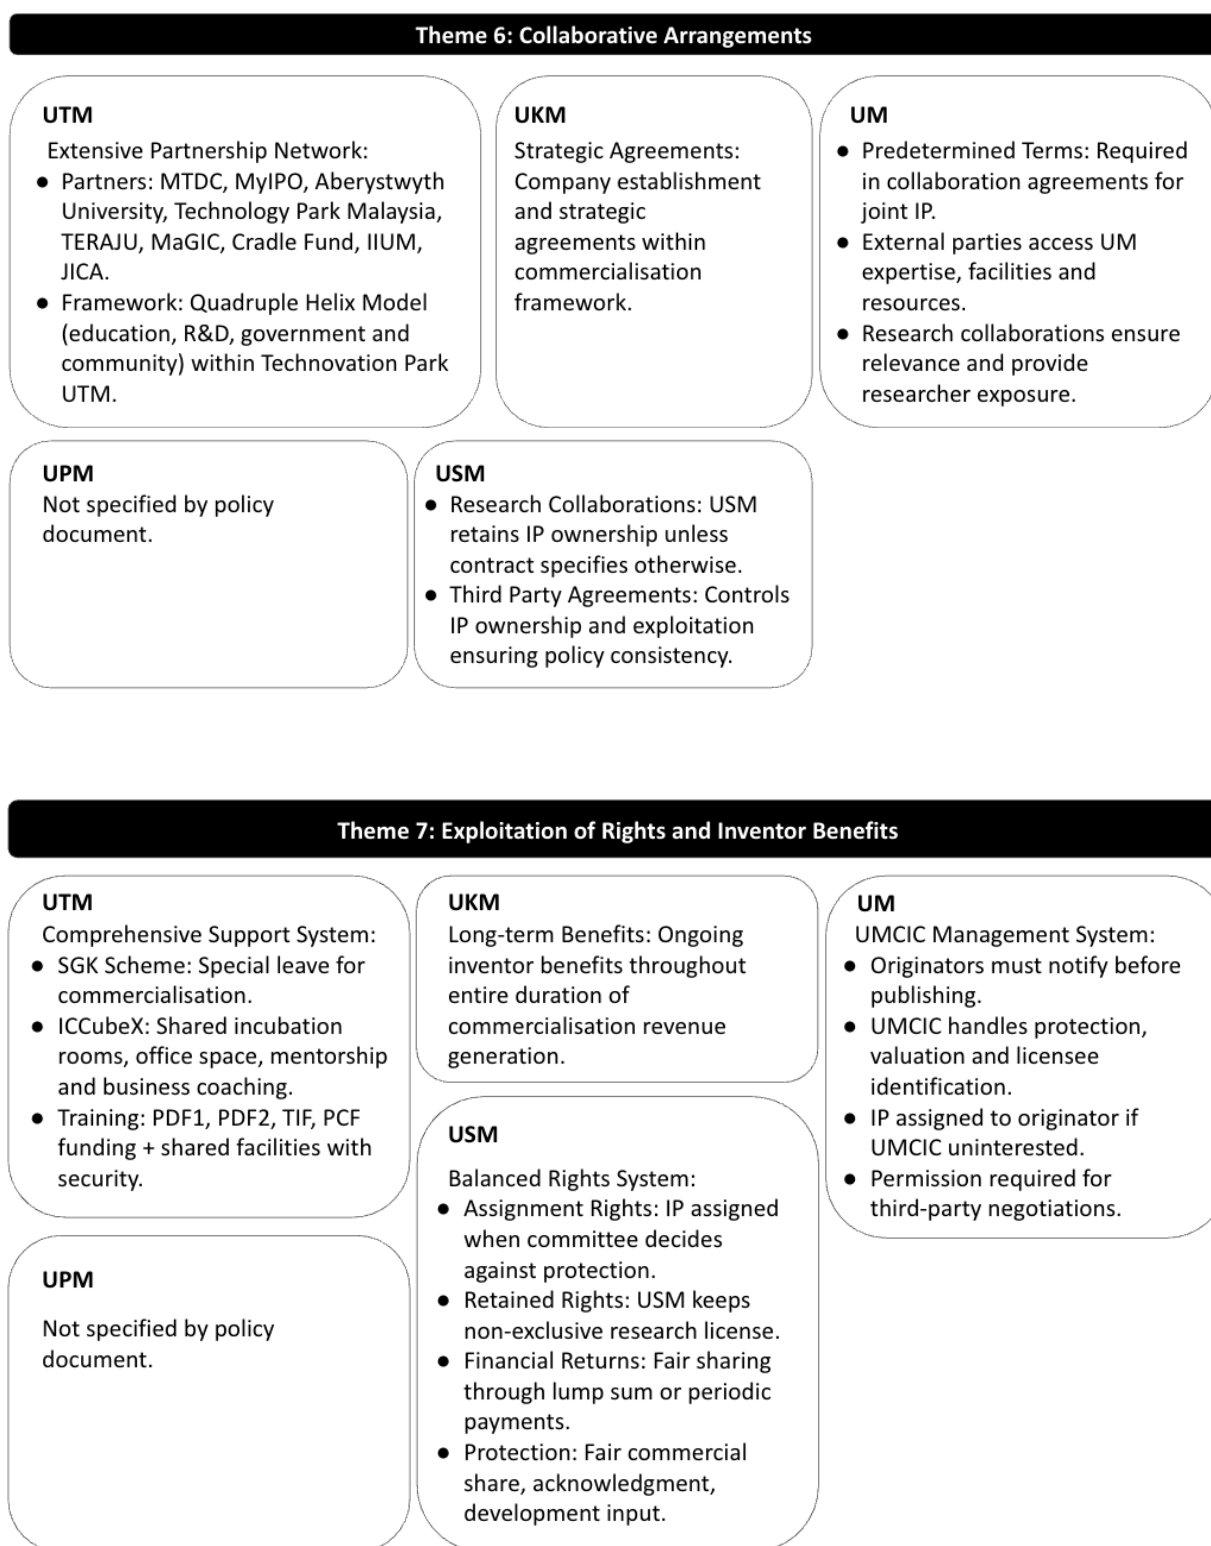 Theme 6: Collaborative Arrangements
UTM
Extensive Partnership Network:
● Partners: MTDC, MyIPO, Aberystwyth
University, Technology Park Malaysia,
TERAJU, MaGIC, Cradle Fund, IIUM,
JICA.
● Framework: Quadruple Helix Model
(education, R&D, government and
community) within Technovation Park
UTM.
UKM
Strategic Agreements:
Company establishment
and strategic
agreements within
commercialisation
framework.
UM
● Predetermined Terms: Required
in collaboration agreements for
joint IP.
● External parties access UM
expertise, facilities and
resources.
● Research collaborations ensure
relevance and provide
researcher exposure.
UPM
Not specified by policy
document.
USM
● Research Collaborations: USM
retains IP ownership unless
contract specifies otherwise.
● Third Party Agreements: Controls
IP ownership and exploitation
ensuring policy consistency.
Theme 7: Exploitation of Rights and Inventor Benefits
UTM
Comprehensive Support System:
● SGK Scheme: Special leave for
commercialisation.
● ICCubeX: Shared incubation
rooms, office space, mentorship
and business coaching.
● Training: PDF1, PDF2, TIF, PCF
funding + shared facilities with
security.
UKM
Long-term Benefits: Ongoing
inventor benefits throughout
entire duration of
commercialisation revenue
generation.
UM
UMCIC Management System:
● Originators must notify before
publishing.
● UMCIC handles protection,
valuation and licensee
identification.
● IP assigned to originator if
UMCIC uninterested.
● Permission required for
third-party negotiations.
UPM
Not specified by policy
document.
USM
Balanced Rights System:
● Assignment Rights: IP assigned
when committee decides
against protection.
● Retained Rights: USM keeps
non-exclusive research license.
● Financial Returns: Fair sharing
through lump sum or periodic
payments.
● Protection: Fair commercial
share, acknowledgment,
development input.